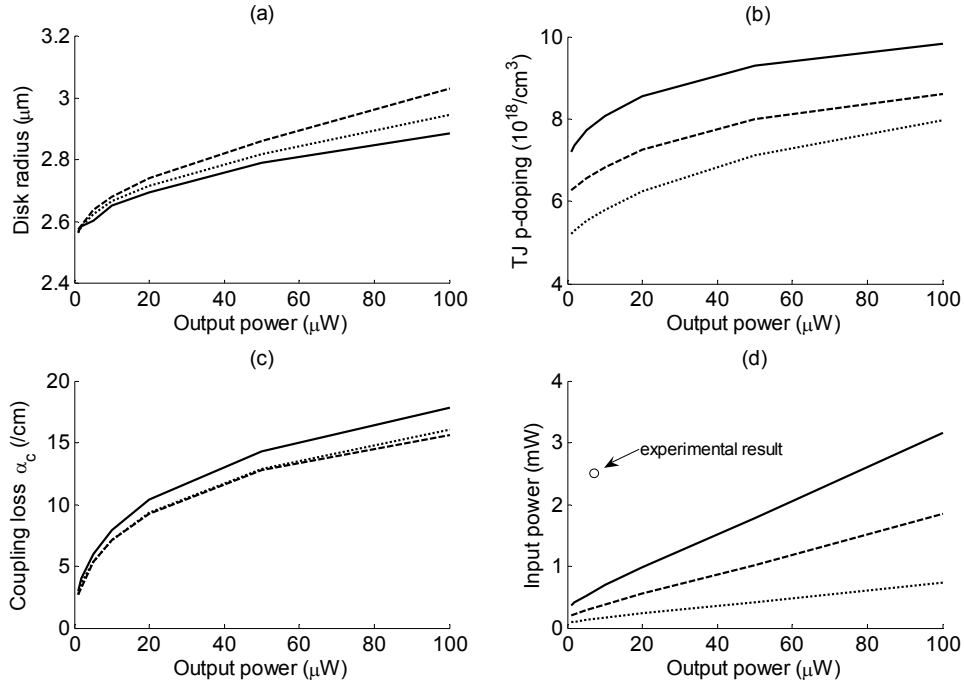 (a)
3.2
3
2.8
2.6
2.4
0 20 40 60 80 100
Output power (μW)
Disk radius (μm)
(b)
10
8
6
4
0 20 40 60 80 100
Output power (μW)
TJ p-doping (10^18/cm^3)
(c)
20
15
10
5
0
0 20 40 60 80 100
Output power (μW)
Coupling loss α_c (/cm)
(d)
4
3
2
1
0
experimental result
0 20 40 60 80 100
Output power (μW)
Input power (mW)